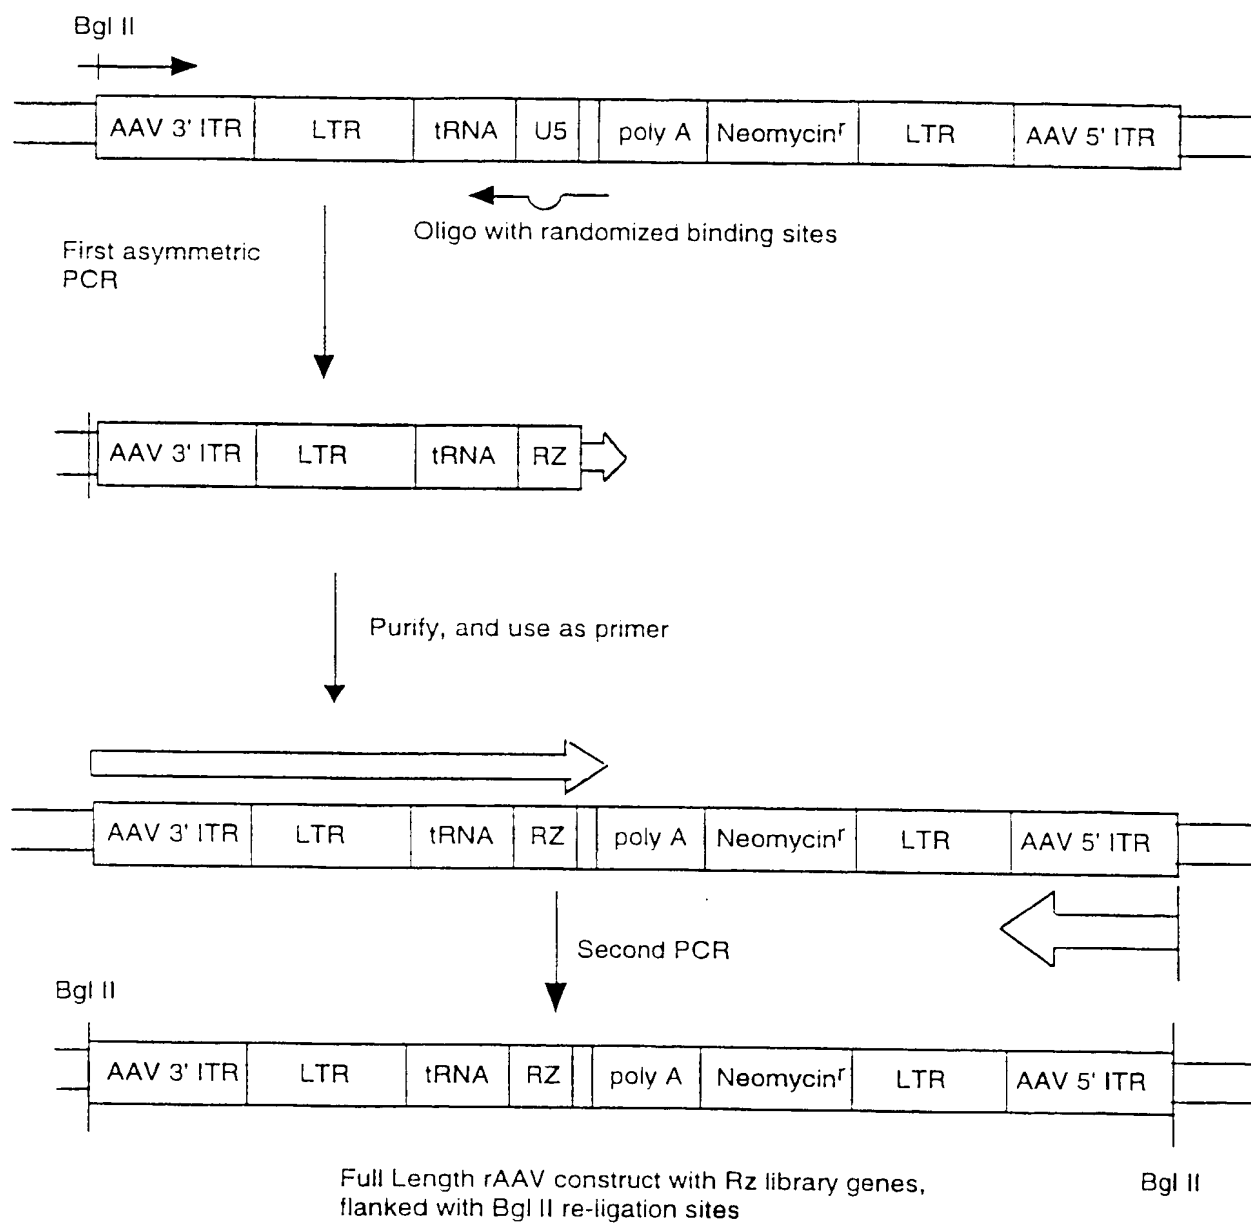 Bgl II
AAV 3' ITR LTR tRNA U5 poly A Neomycinr LTR AAV 5' ITR
Oligo with randomized binding sites
First asymmetric
PCR
AAV 3' ITR LTR tRNA RZ
Purify, and use as primer
AAV 3' ITR LTR tRNA RZ poly A Neomycinr LTR AAV 5' ITR
Second PCR
Bgl II
AAV 3' ITR LTR tRNA RZ poly A Neomycinr LTR AAV 5' ITR
Full Length rAAV construct with Rz library genes,
flanked with Bgl II re-ligation sites
Bgl II